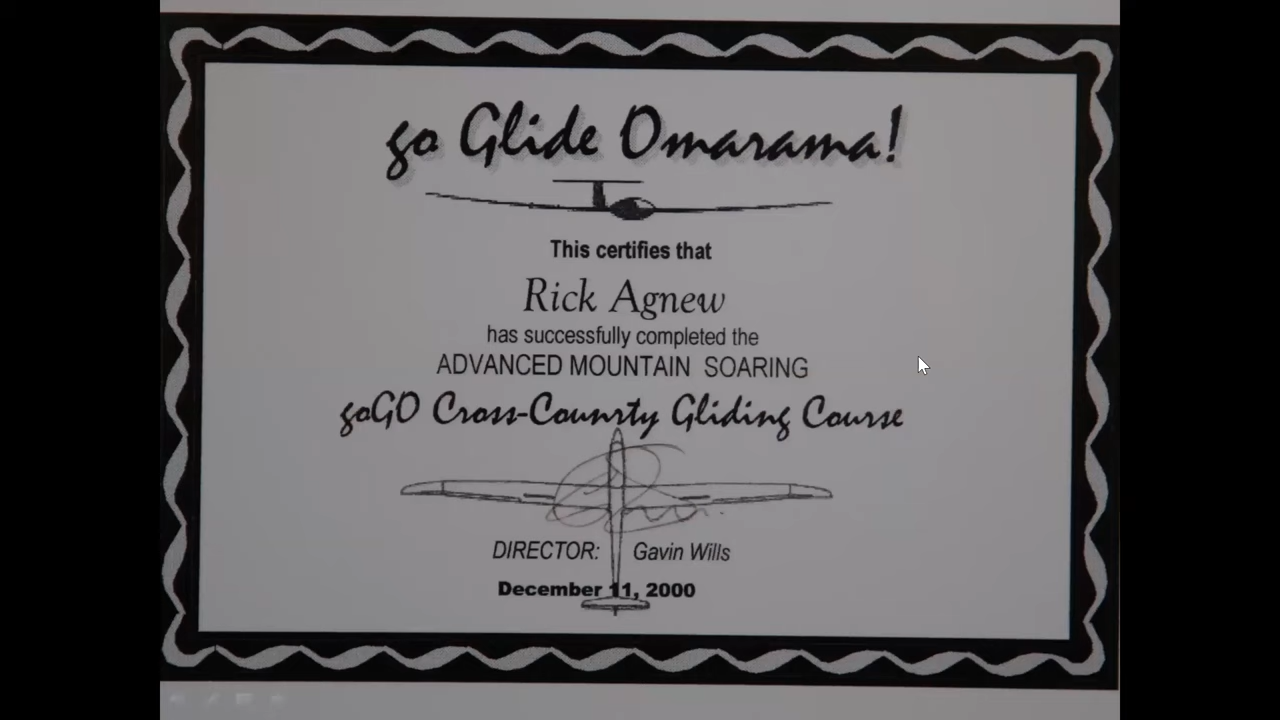 go Glide Omarama!
This certifies that
Rick Agnew
has successfully completed the
ADVANCED MOUNTAIN SOARING
goGO Cross-Counrty Gliding Course
DIRECTOR: Gavin Wills
December 11, 2000